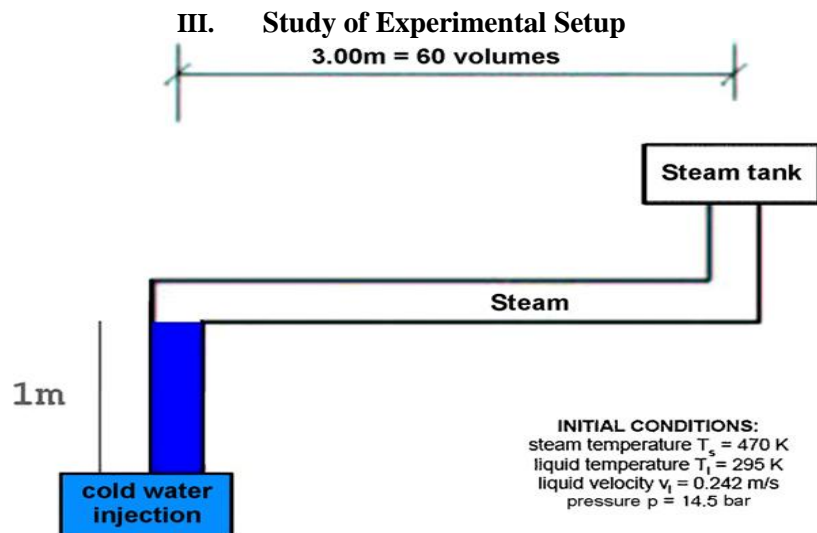 III. Study of Experimental Setup
3.00m = 60 volumes
Steam tank
Steam
1m
cold water
injection
INITIAL CONDITIONS:
steam temperature Tₛ = 470 K
liquid temperature Tₗ = 295 K
liquid velocity vₗ = 0.242 m/s
pressure p = 14.5 bar